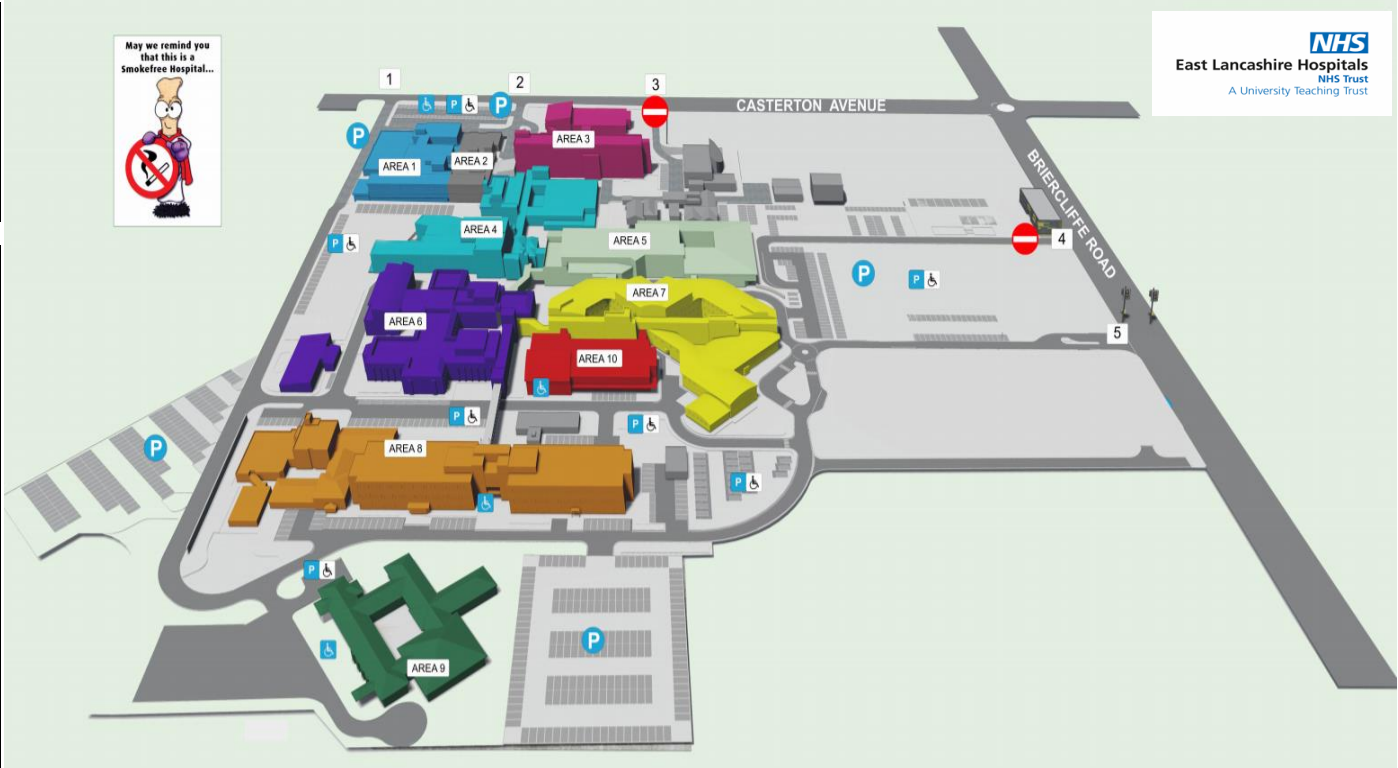 May we remind you
that this is a
Smokefree Hospital...
NHS
East Lancashire Hospitals
NHS Trust
A University Teaching Trust
1
2
3
CASTERTON AVENUE
P
P
P
AREA 3
AREA 1
AREA 2
BRIERCLIFFE ROAD
AREA 4
AREA 5
4
P
P
P
AREA 7
AREA 6
5
AREA 10
P
P
P
AREA 8
P
P
P
AREA 9